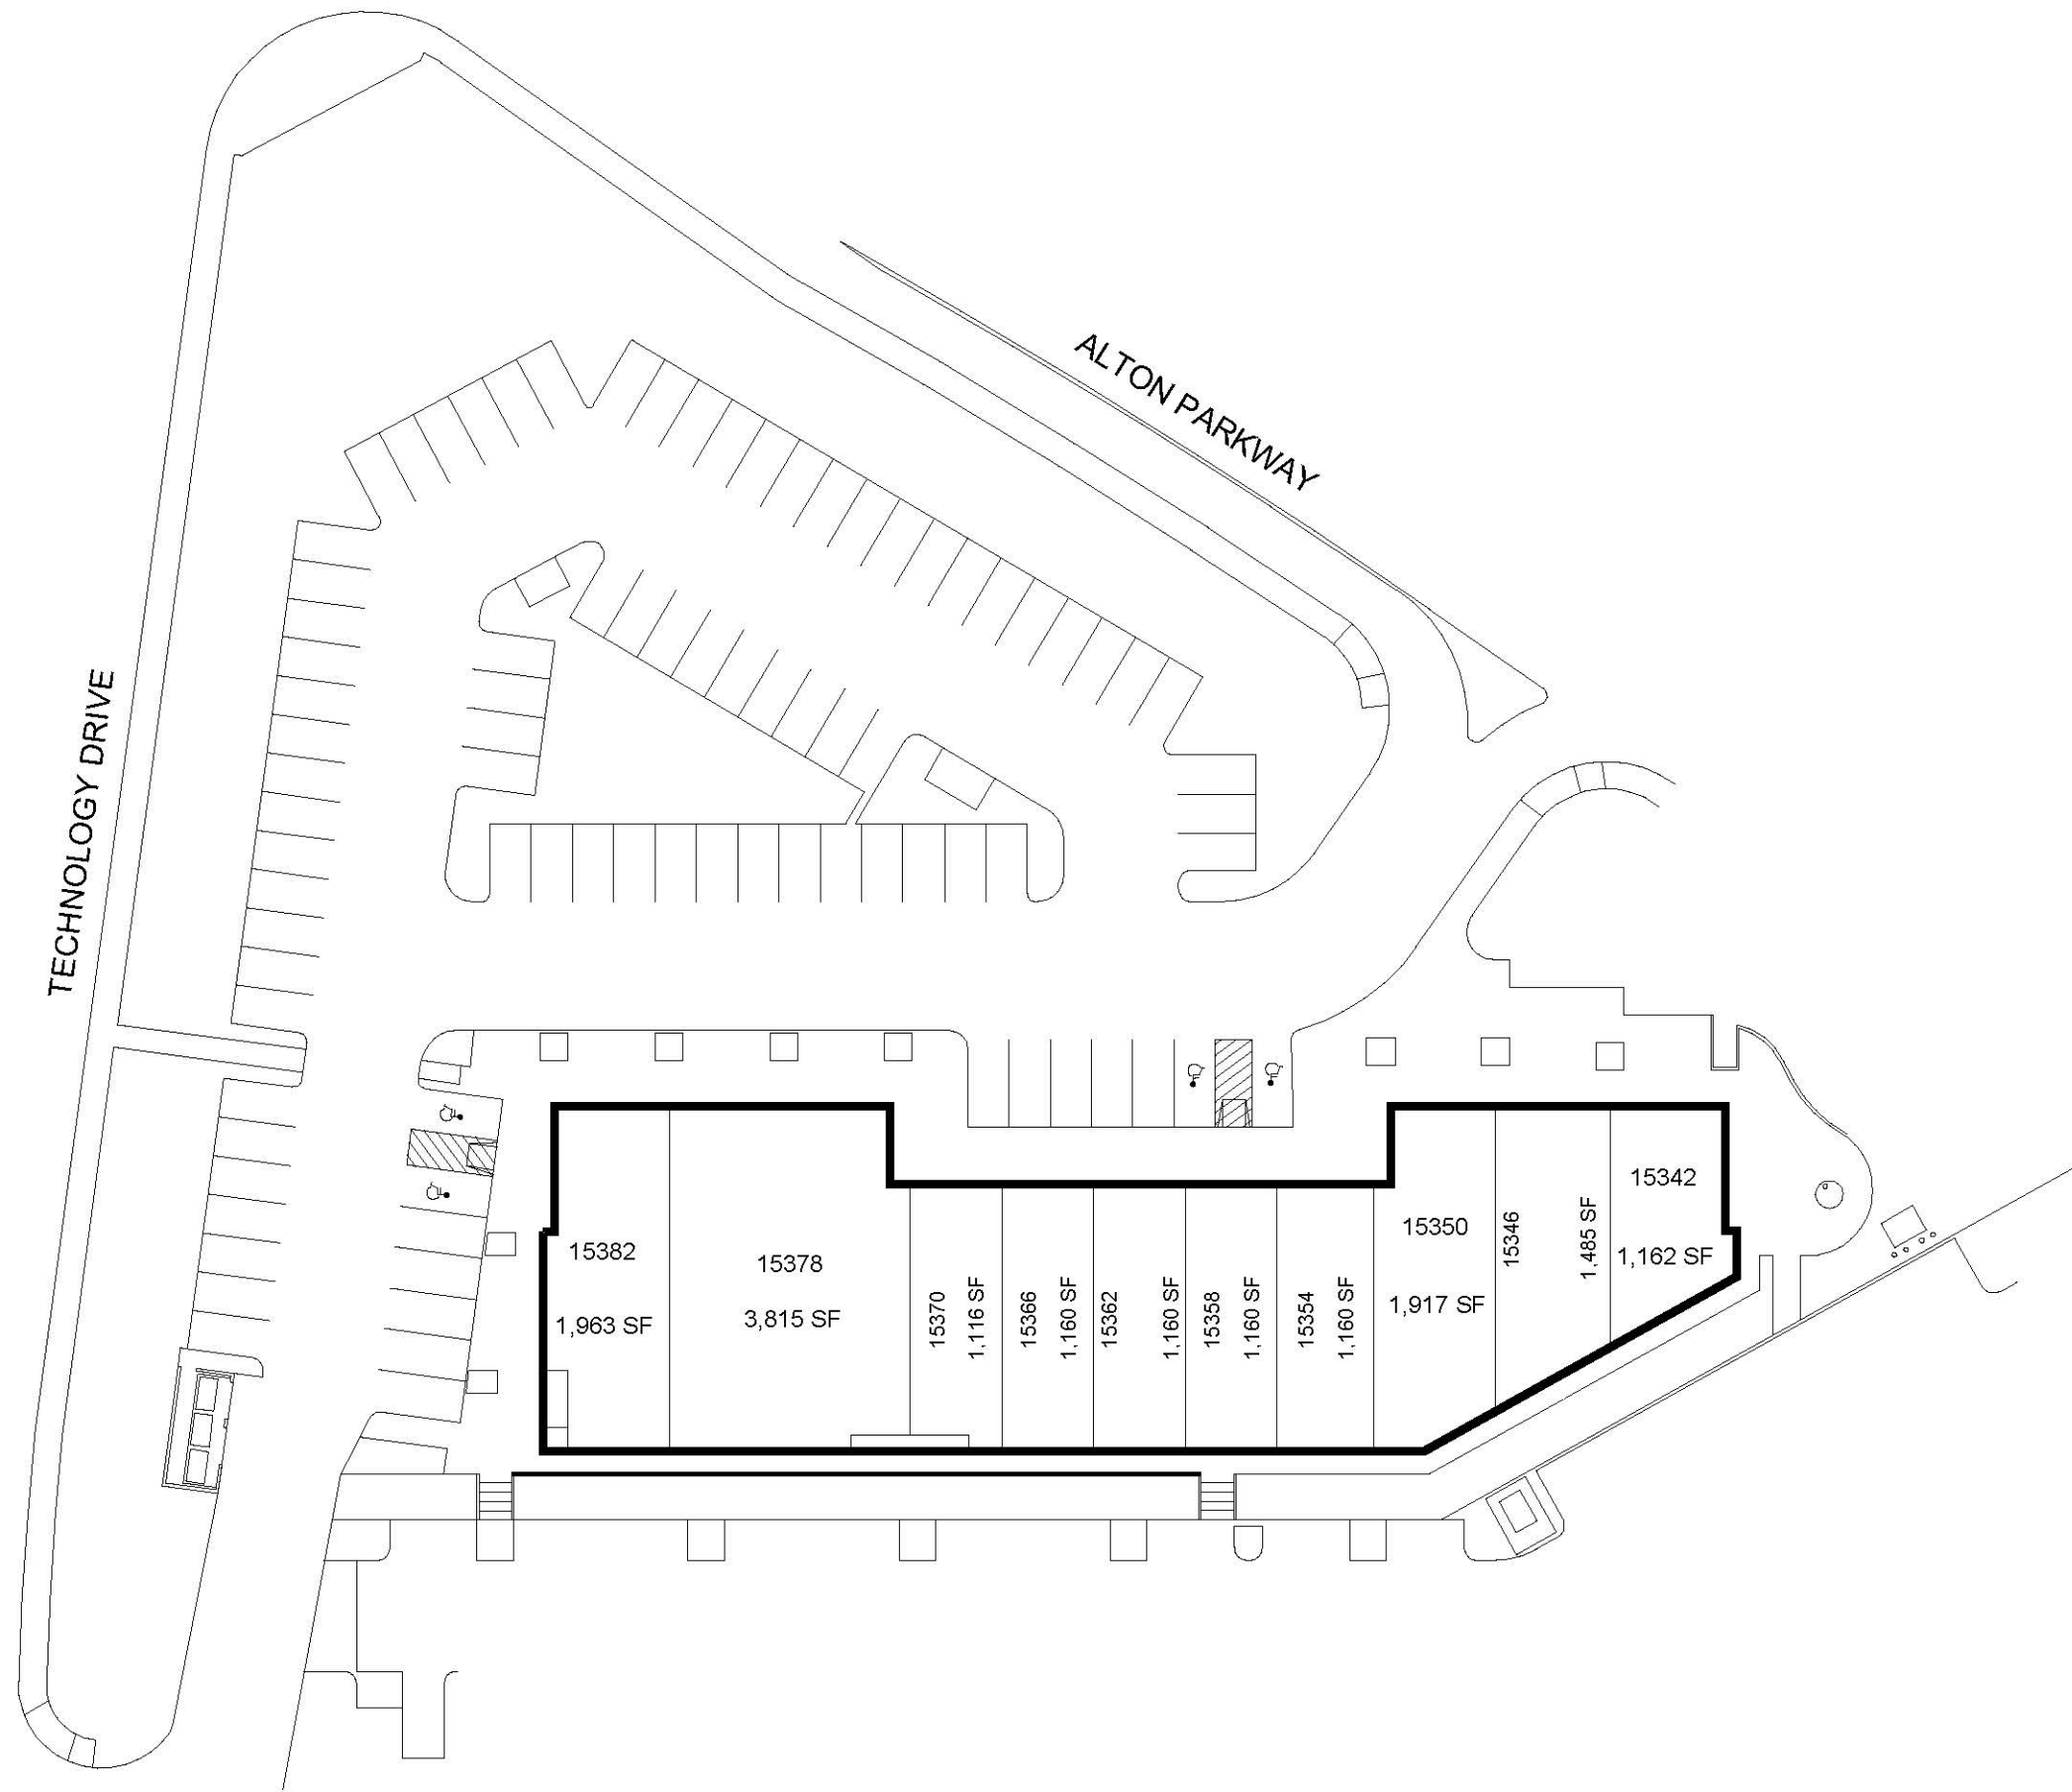 ALTON PARKWAY
TECHNOLOGY DRIVE
15382
1,963 SF
15378
3,815 SF
15370
1,116 SF
15366
1,160 SF
15362
1,160 SF
15358
1,160 SF
15354
1,160 SF
15350
1,917 SF
15346
1,485 SF
15342
1,162 SF